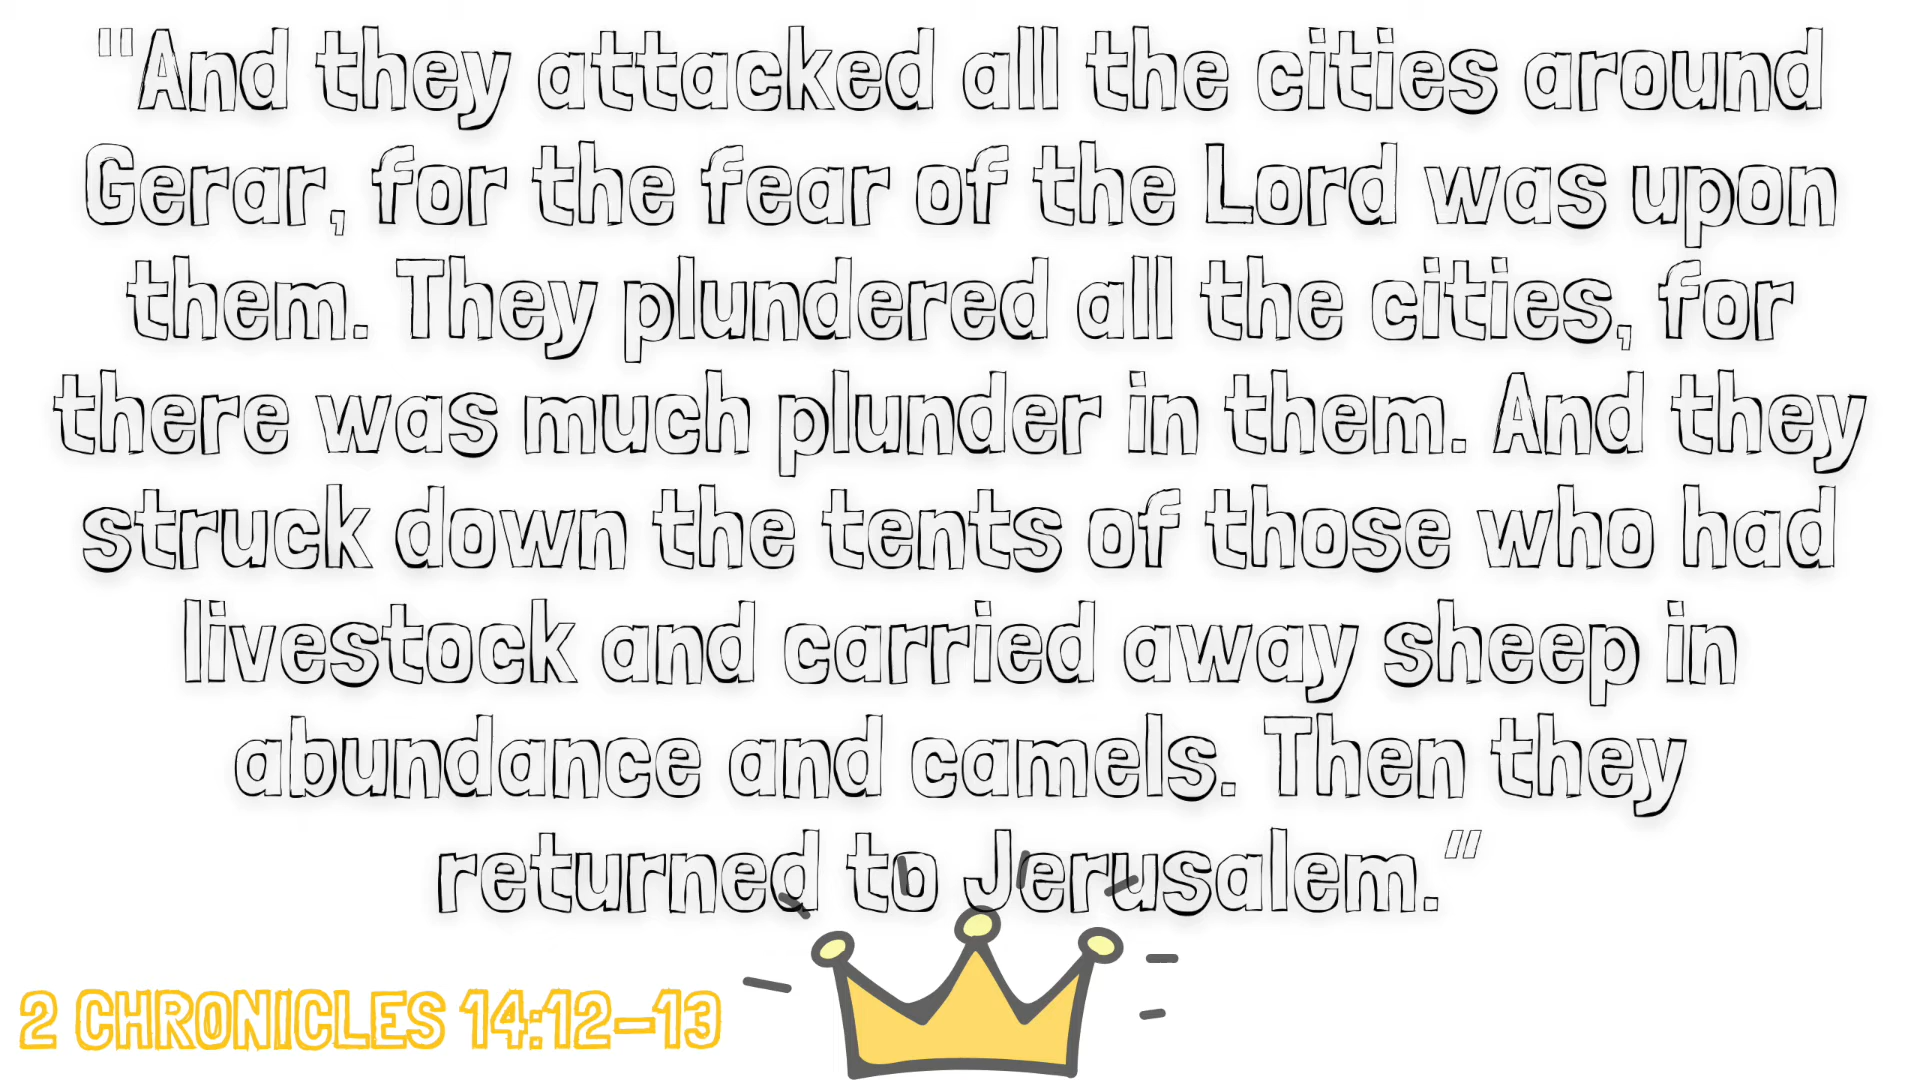 "And they attacked all the cities around
Gerar, for the fear of the Lord was upon
them. They plundered all the cities, for
there was much plunder in them. And they
struck down the tents of those who had
livestock and carried away sheep in
abundance and camels. Then they
returned to Jerusalem."
2 CHRONICLES 14:12-13